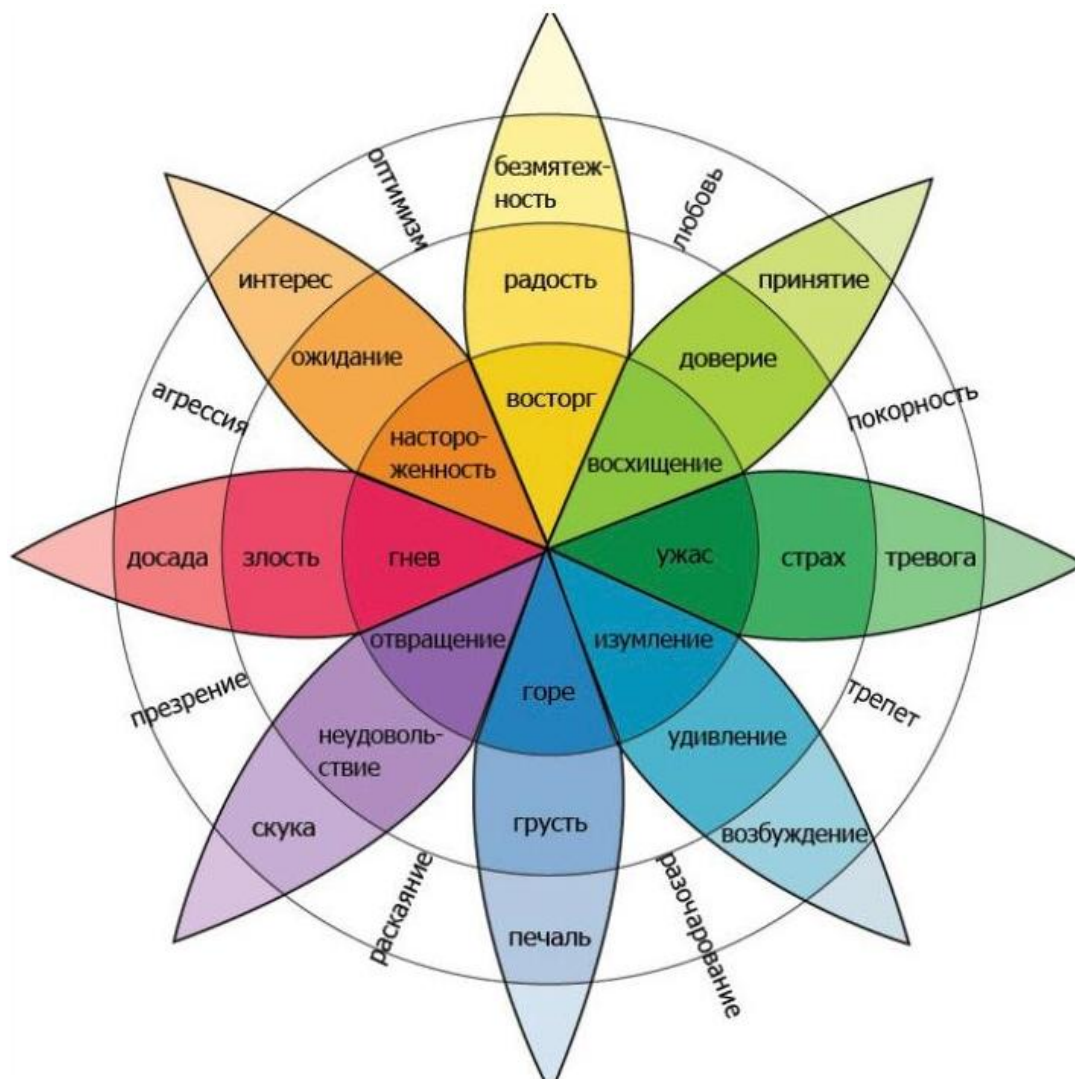 безмятеж-
ность
оптимизм
любовь
интерес
радость
принятие
ожидание
доверие
агрессия
восторг
покорность
насторо-
женность
восхищение
досада
злость
гнев
ужас
страх
тревога
отвращение
изумление
презрение
горе
трепет
неудоволь-
ствие
удивление
скука
грусть
возбуждение
раскаяние
разочарование
печаль